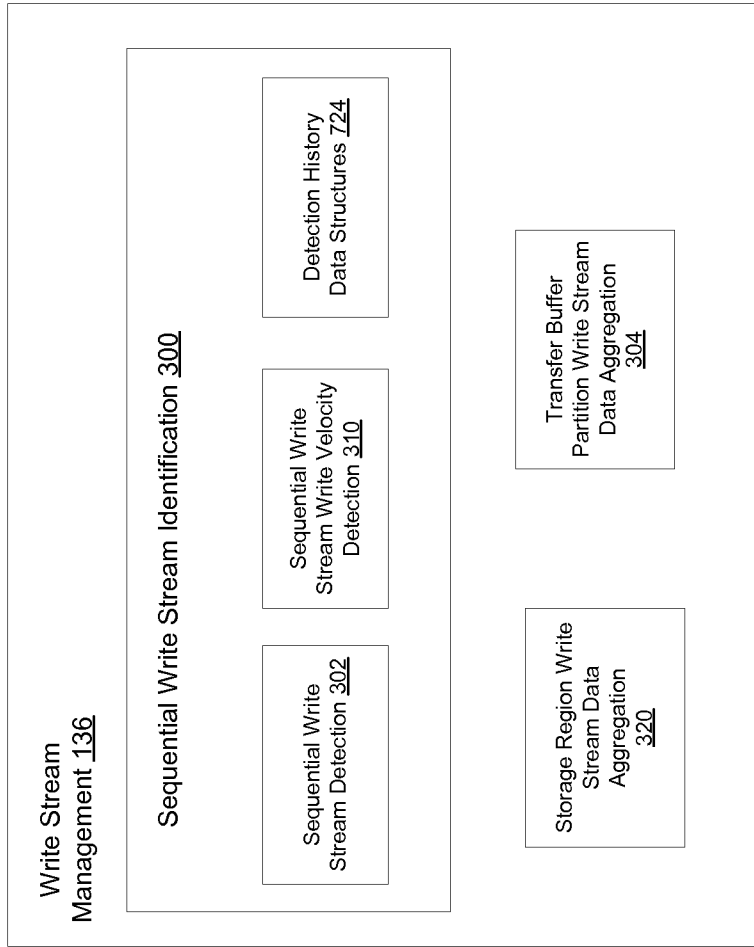 Write Stream
Management 136
Sequential Write Stream Identification 300
Sequential Write
Stream Detection 302
Sequential Write
Stream Write Velocity
Detection 310
Detection History
Data Structures 724
Storage Region Write
Stream Data
Aggregation
320
Transfer Buffer
Partition Write Stream
Data Aggregation
304